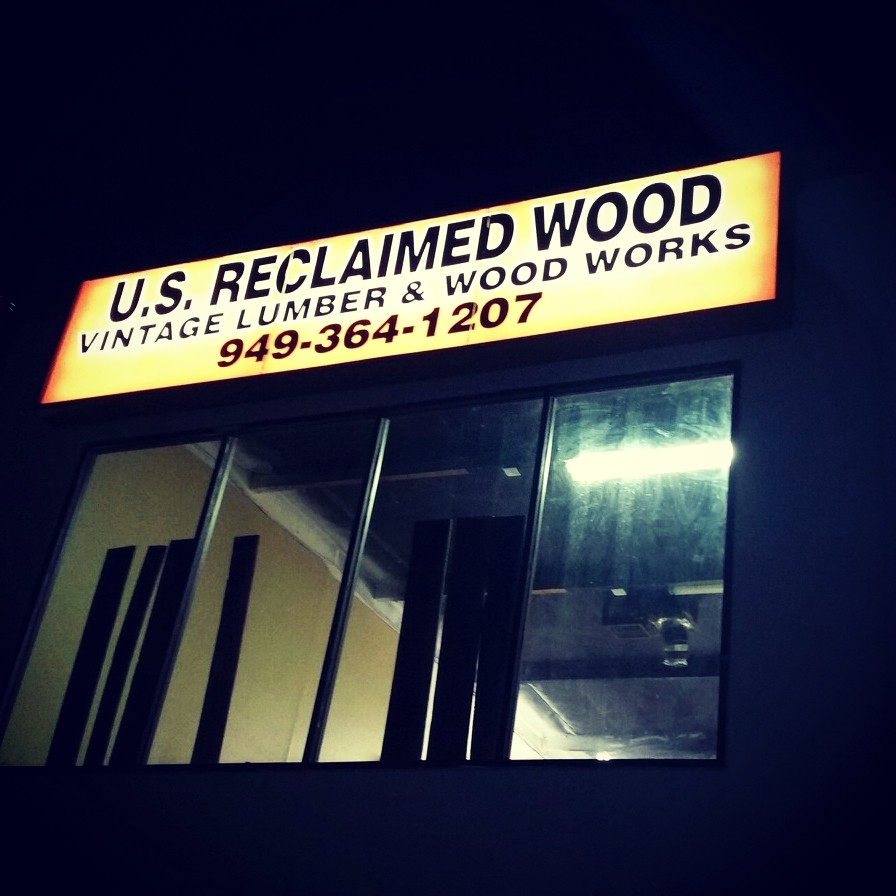 U.S. RECLAIMED WOOD
VINTAGE LUMBER & WOOD WORKS
949-364-1207